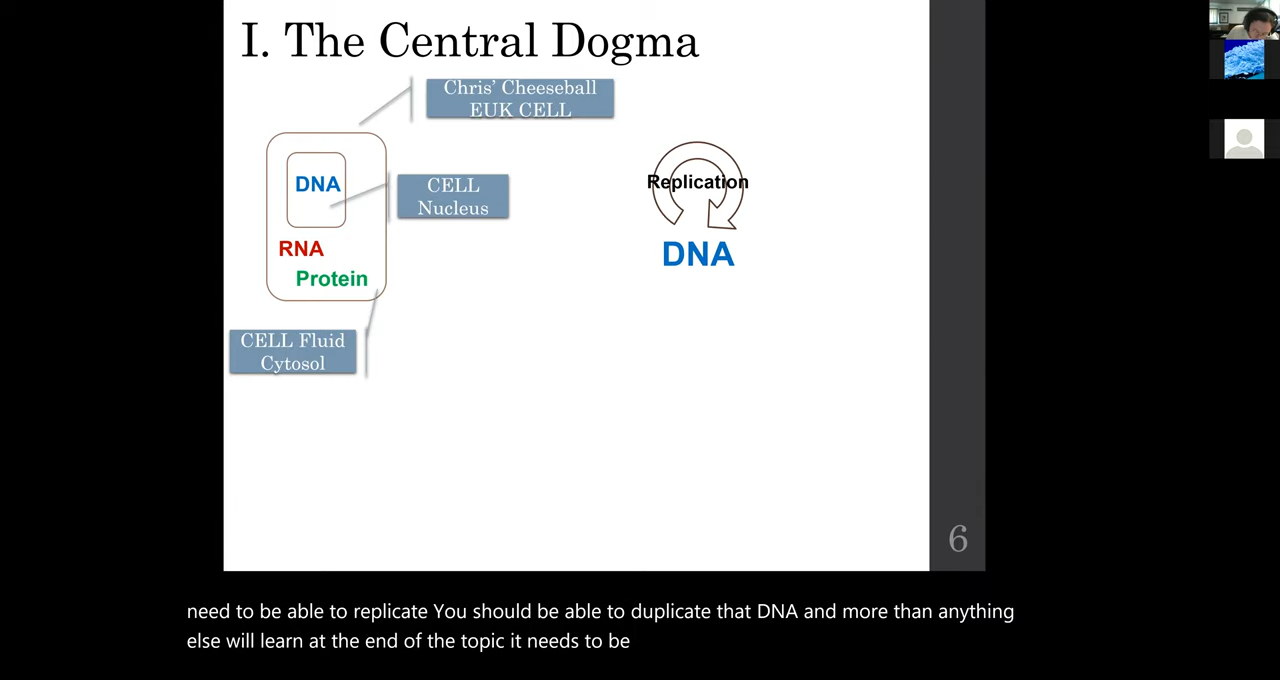 I. The Central Dogma
Chris' Cheeseball
EUK CELL
DNA
CELL
Nucleus
RNA
Protein
CELL Fluid
Cytosol
Replication
DNA
6
need to be able to replicate You should be able to duplicate that DNA and more than anything
else will learn at the end of the topic it needs to be